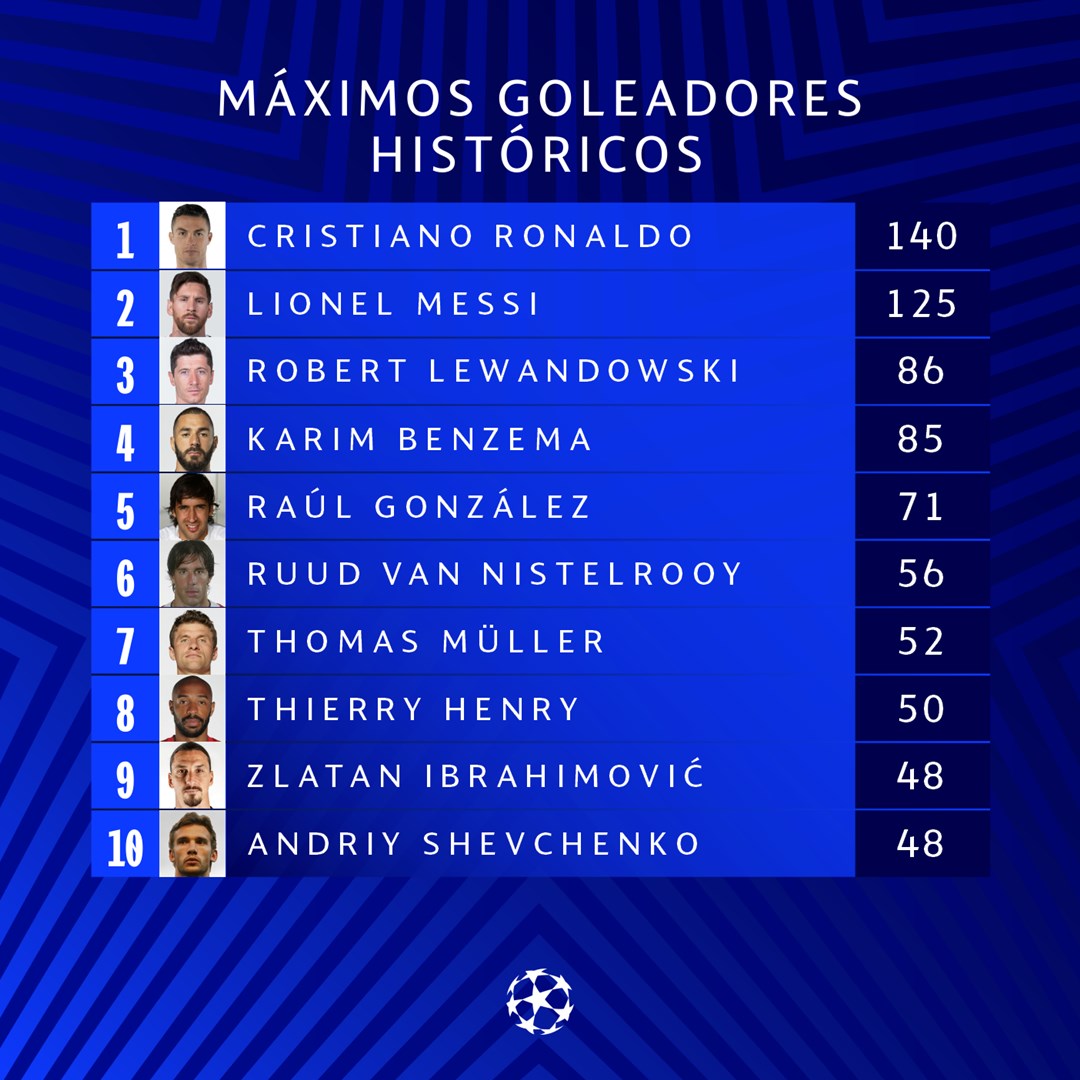 MÁXIMOS GOLEADORES
HISTÓRICOS
1 CRISTIANO RONALDO 140
2 LIONEL MESSI 125
3 ROBERT LEWANDOWSKI 86
4 KARIM BENZEMA 85
5 RAÚL GONZÁLEZ 71
6 RUUD VAN NISTELROOY 56
7 THOMAS MÜLLER 52
8 THIERRY HENRY 50
9 ZLATAN IBRAHIMOVIĆ 48
10 ANDRIY SHEVCHENKO 48